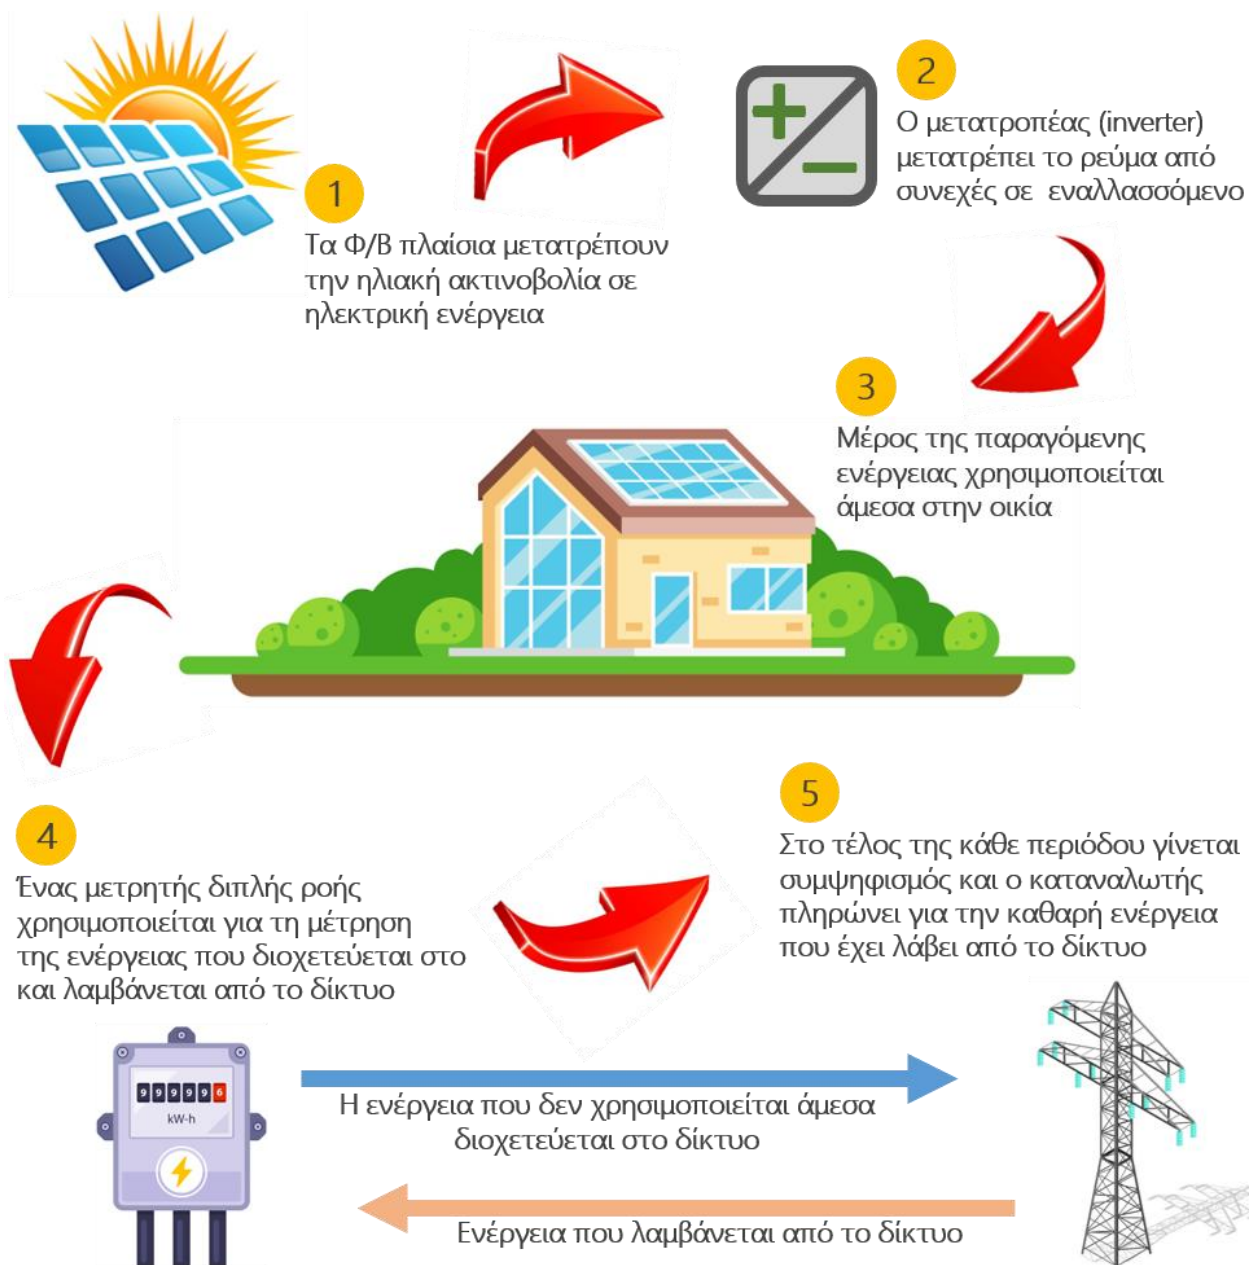 1
Τα Φ/Β πλαίσια μετατρέπουν
την ηλιακή ακτινοβολία σε
ηλεκτρική ενέργεια
2
Ο μετατροπέας (inverter)
μετατρέπει το ρεύμα από
συνεχές σε εναλλασσόμενο
3
Μέρος της παραγόμενης
ενέργειας χρησιμοποιείται
άμεσα στην οικία
4
Ένας μετρητής διπλής ροής
χρησιμοποιείται για τη μέτρηση
της ενέργειας που διοχετεύεται στο
και λαμβάνεται από το δίκτυο
5
Στο τέλος της κάθε περιόδου γίνεται
συμψηφισμός και ο καταναλωτής
πληρώνει για την καθαρή ενέργεια
που έχει λάβει από το δίκτυο
999996
kW-h
Η ενέργεια που δεν χρησιμοποιείται άμεσα
διοχετεύεται στο δίκτυο
Ενέργεια που λαμβάνεται από το δίκτυο